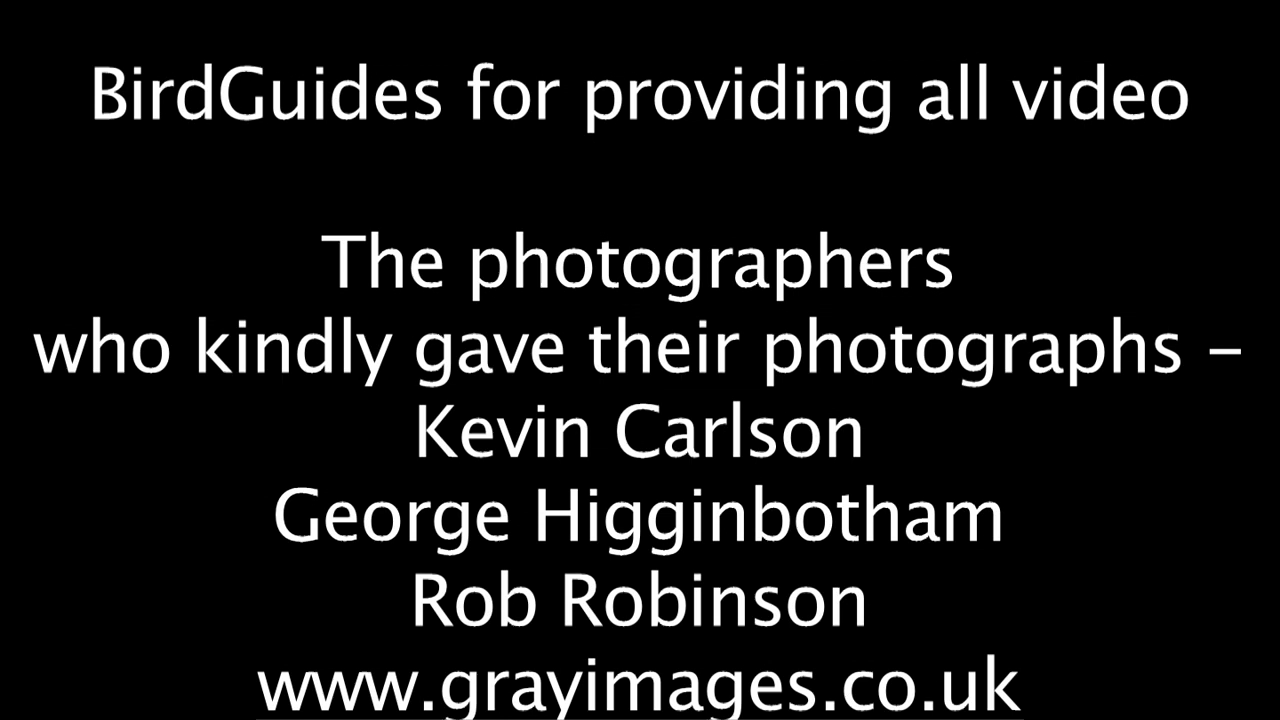 BirdGuides for providing all video
The photographers
who kindly gave their photographs –
Kevin Carlson
George Higginbotham
Rob Robinson
www.grayimages.co.uk